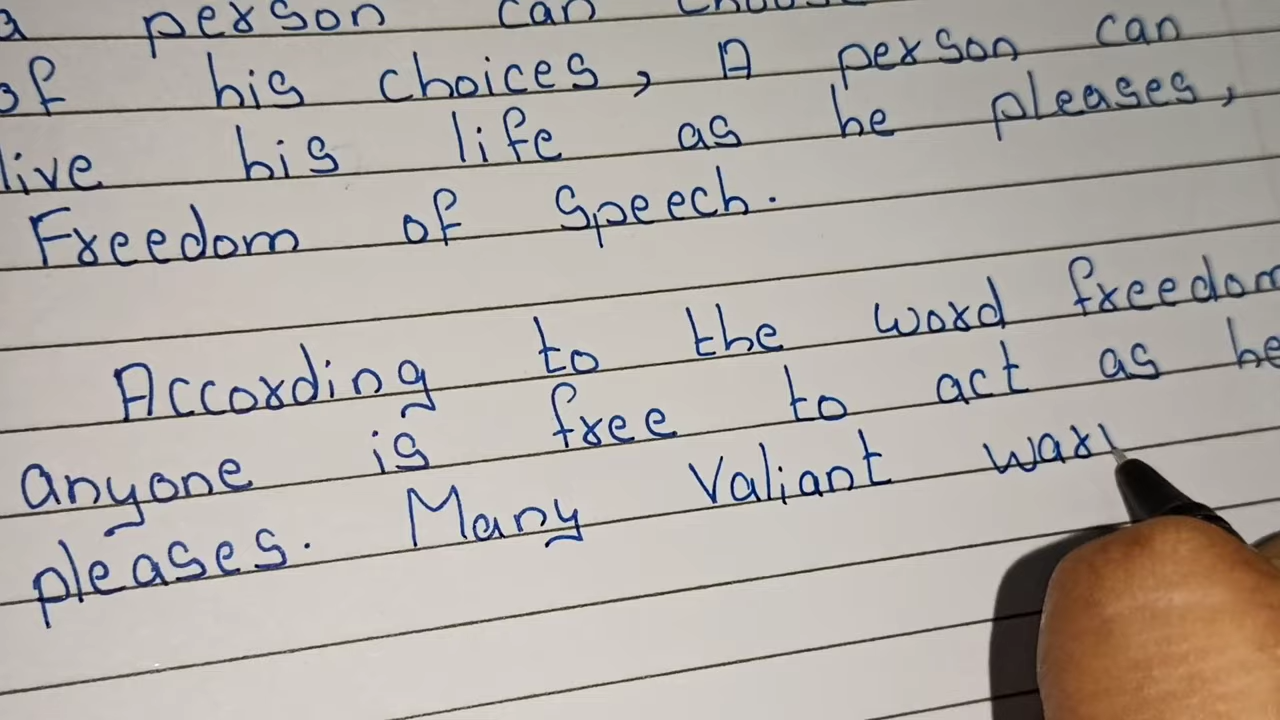 a person can
of his choices, A person can
live his life as he pleases,
Freedom of Speech.
According to the word freedom
anyone is free to act as he
pleases. Many Valiant